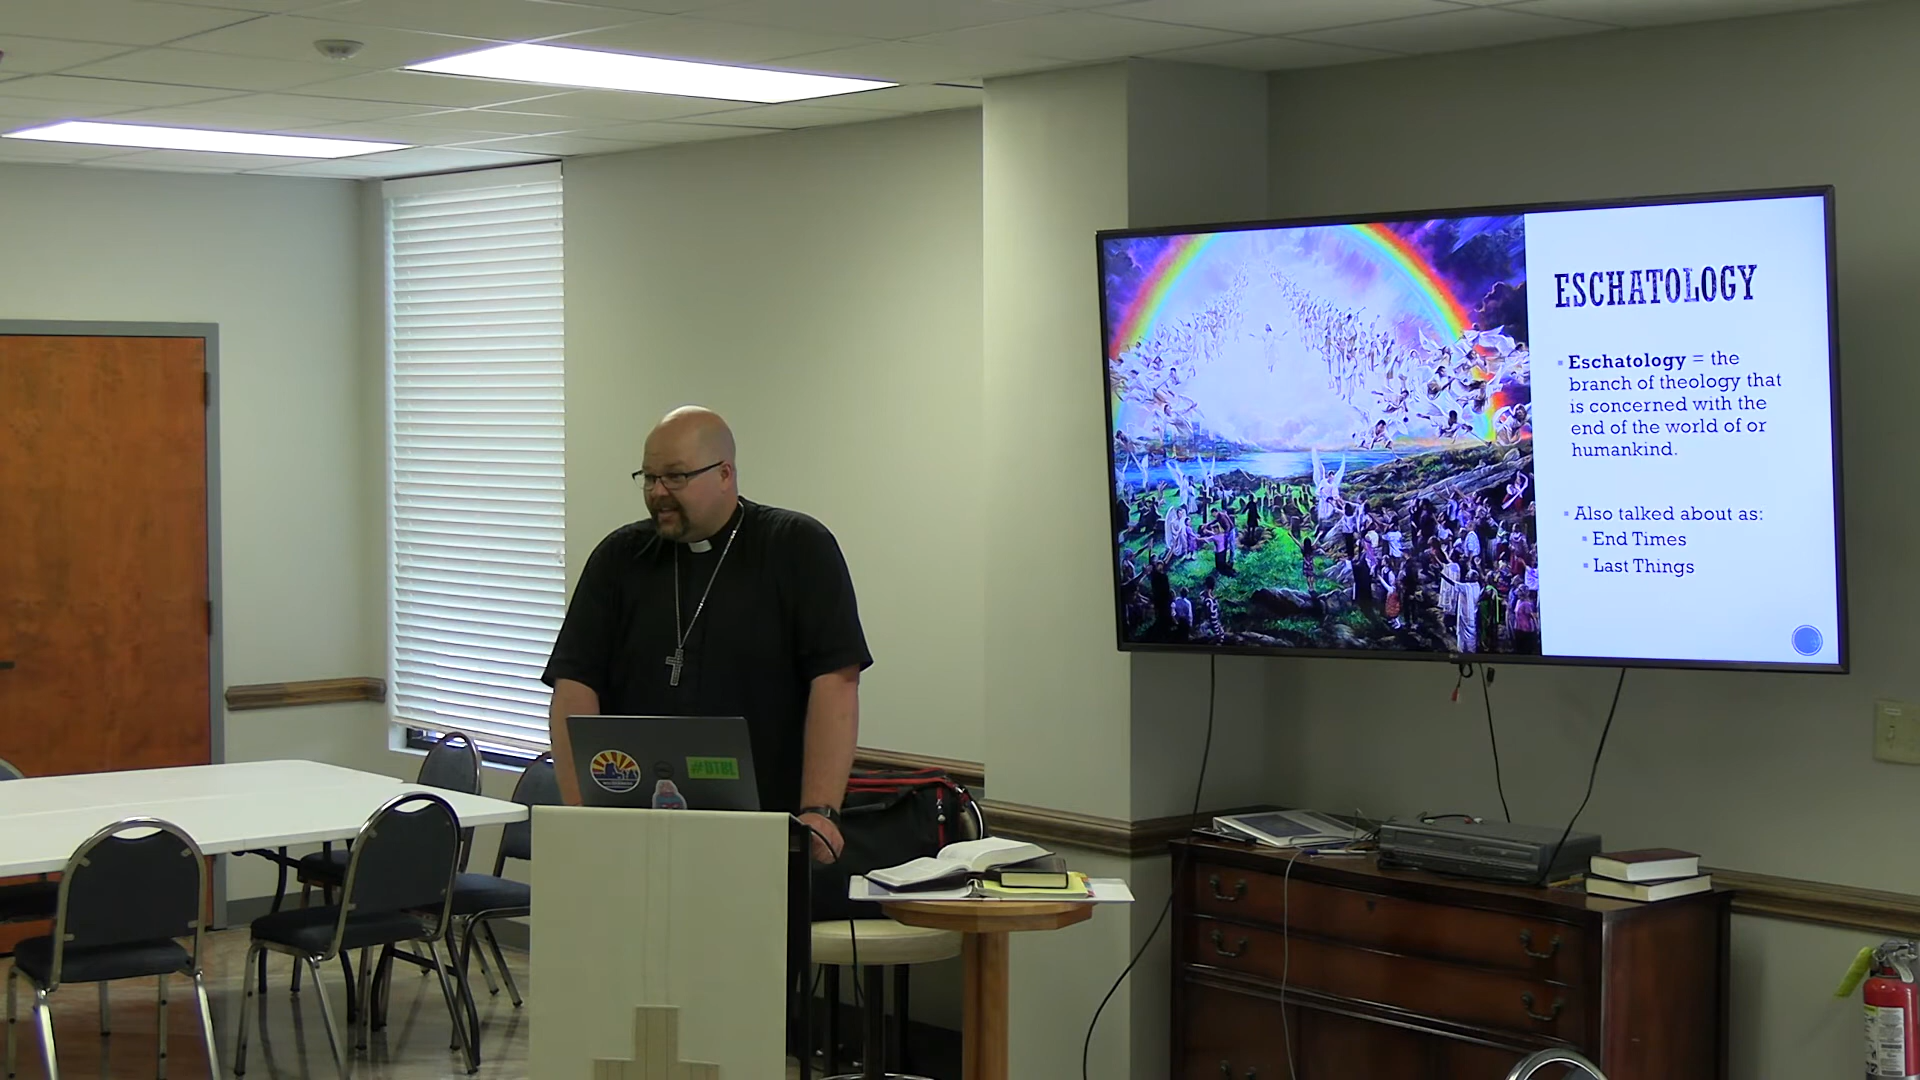 ESCHATOLOGY
Eschatology = the
branch of theology that
is concerned with the
end of the world of or
humankind.
Also talked about as:
End Times
Last Things